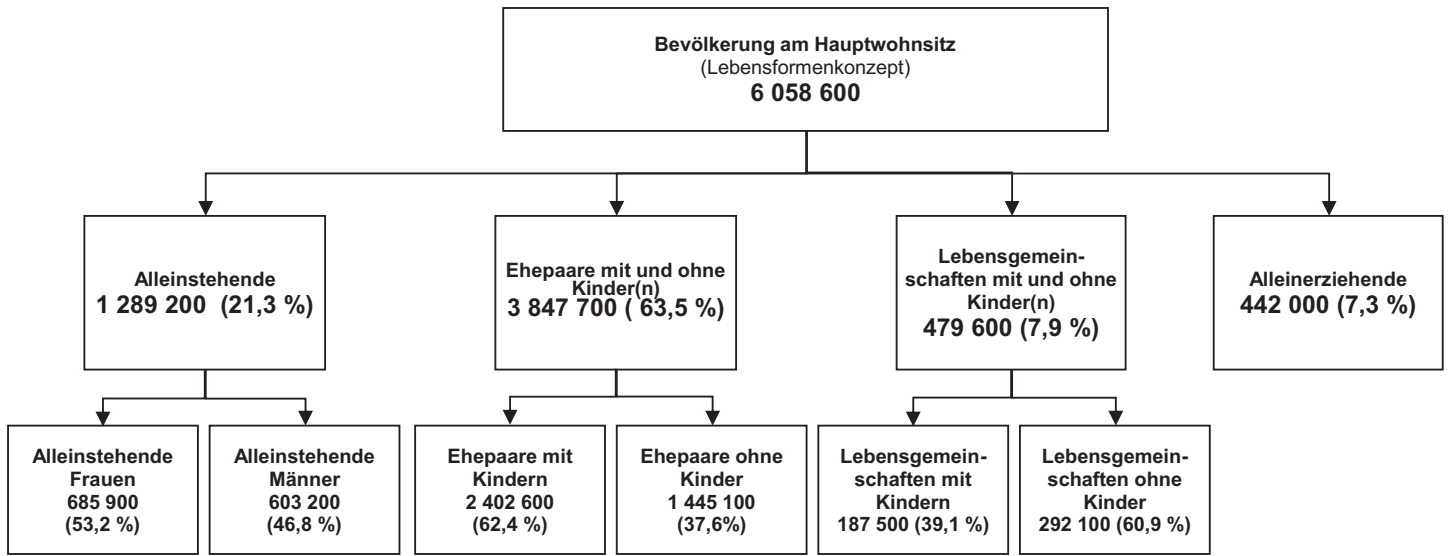 Bevölkerung am Hauptwohnsitz
(Lebensformenkonzept)
6 058 600
Alleinstehende
1 289 200 (21,3 %)
Ehepaare mit und ohne
Kinder(n)
3 847 700 ( 63,5 %)
Lebensgemein-
schaften mit und ohne
Kinder(n)
479 600 (7,9 %)
Alleinerziehende
442 000 (7,3 %)
Alleinstehende
Frauen
685 900
(53,2 %)
Alleinstehende
Männer
603 200
(46,8 %)
Ehepaare mit
Kindern
2 402 600
(62,4 %)
Ehepaare ohne
Kinder
1 445 100
(37,6%)
Lebensgemein-
schaften mit
Kindern
187 500 (39,1 %)
Lebensgemein-
schaften ohne
Kinder
292 100 (60,9 %)